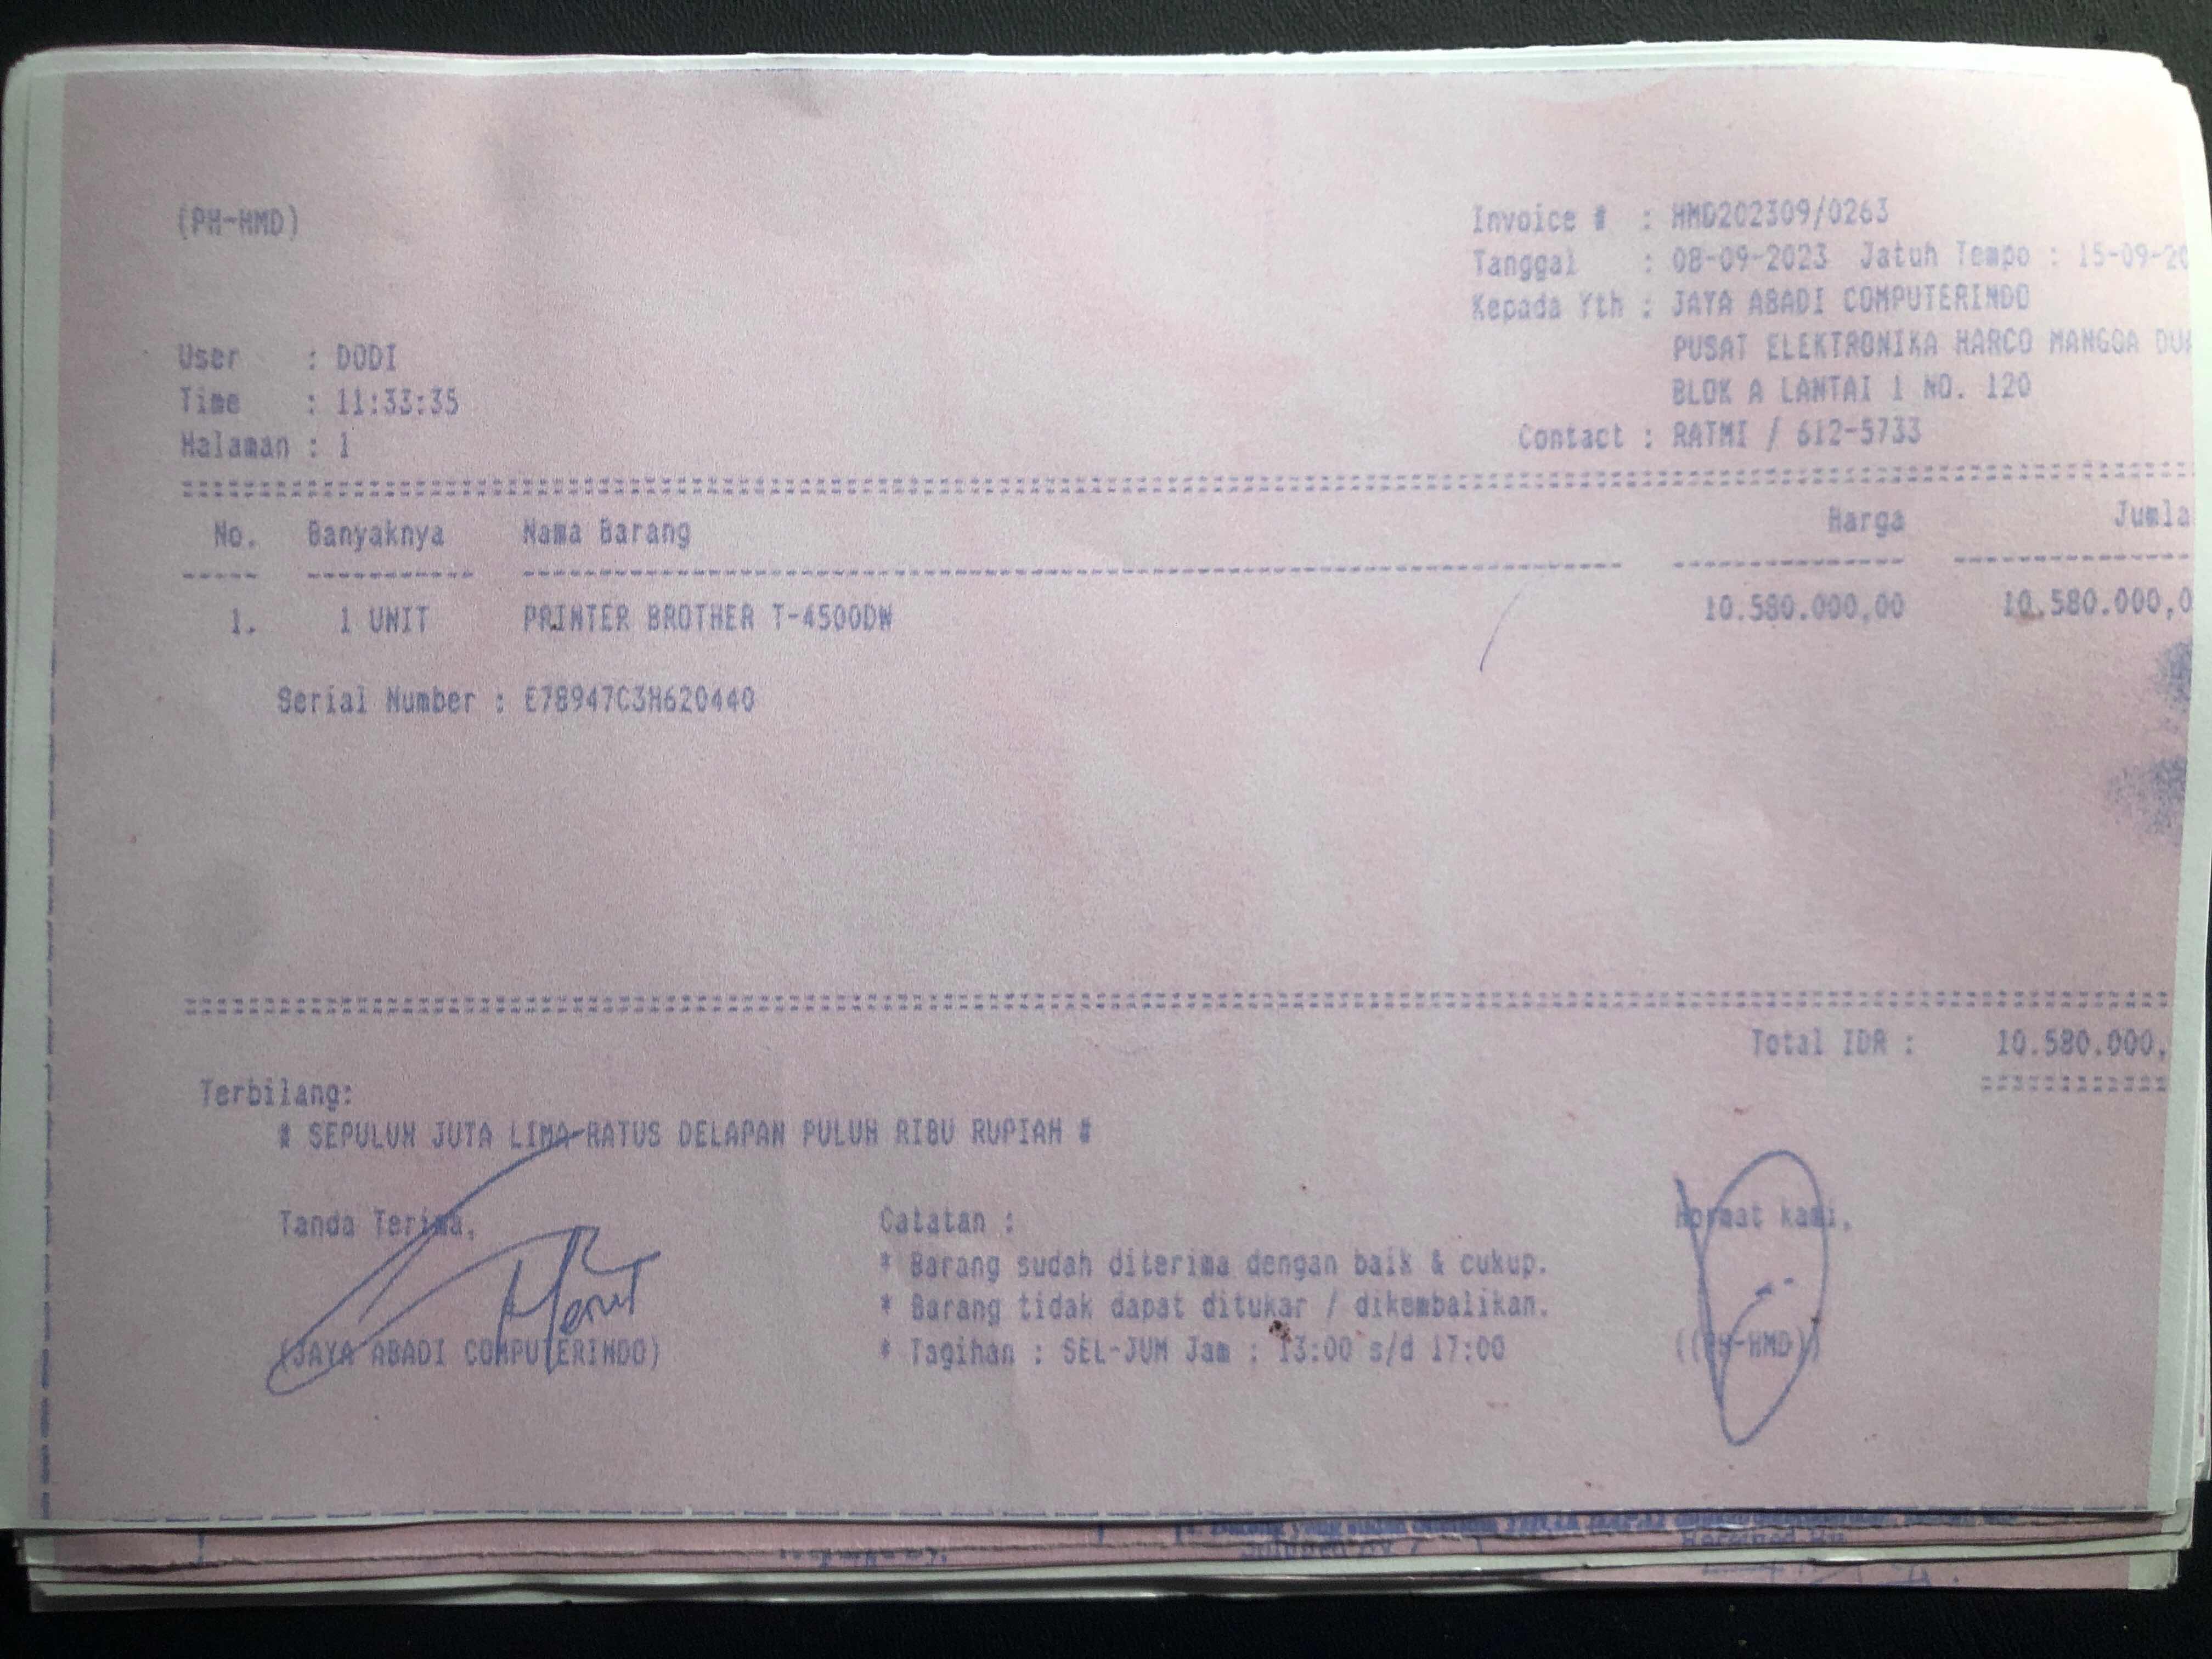 (PH-HMD)
Invoice # : HMD202309/0263
Tanggal : 08-09-2023 Jatuh Tempo : 15-09-20
Kepada Yth : JAYA ABADI COMPUTERINDO
PUSAT ELEKTRONIKA HARCO MANGGA DU
User : DODI
BLOK A LANTAI 1 NO. 120
Time : 11:33:35
Contact : RATMI / 612-5733
Halaman : 1
No. Banyaknya Nama Barang Harga Jumla
1. 1 UNIT PRINTER BROTHER T-4500DW 10.580.000,00 10.580.000,0
Serial Number : E78947C3H620440
Total IDR : 10.580.000,
Terbilang:
# SEPULUH JUTA LIMA RATUS DELAPAN PULUH RIBU RUPIAH #
Tanda Terima, Catatan : Hormat kami,
* Barang sudah diterima dengan baik & cukup.
* Barang tidak dapat ditukar / dikembalikan.
(JAYA ABADI COMPUTERINDO) * Tagihan : SEL-JUM Jam : 13:00 s/d 17:00 ((PH-HMD))